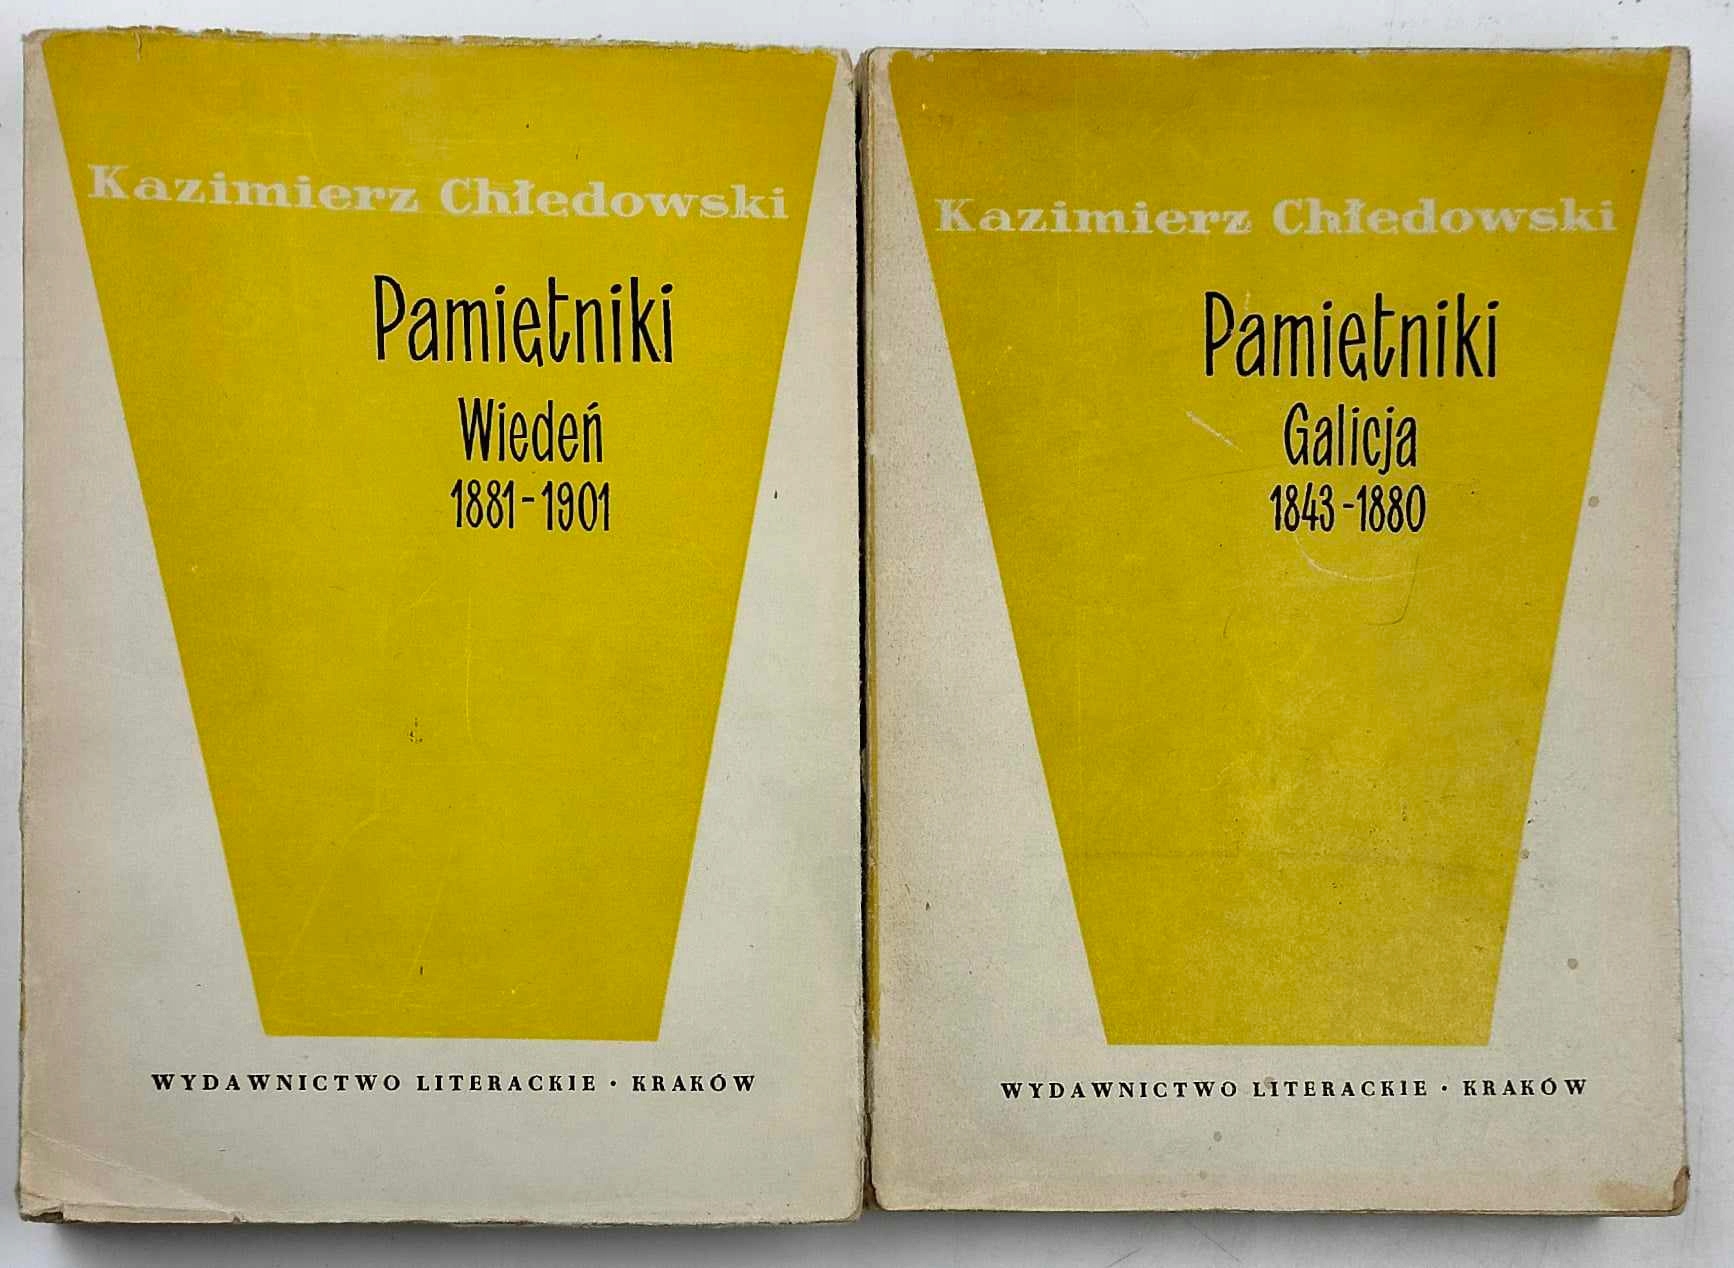 Kazimierz Chłędowski
Pamiętniki
Wiedeń
1881-1901
WYDAWNICTWO LITERACKIE • KRAKÓW
Kazimierz Chłędowski
Pamiętniki
Galicja
1843-1880
WYDAWNICTWO LITERACKIE • KRAKÓW